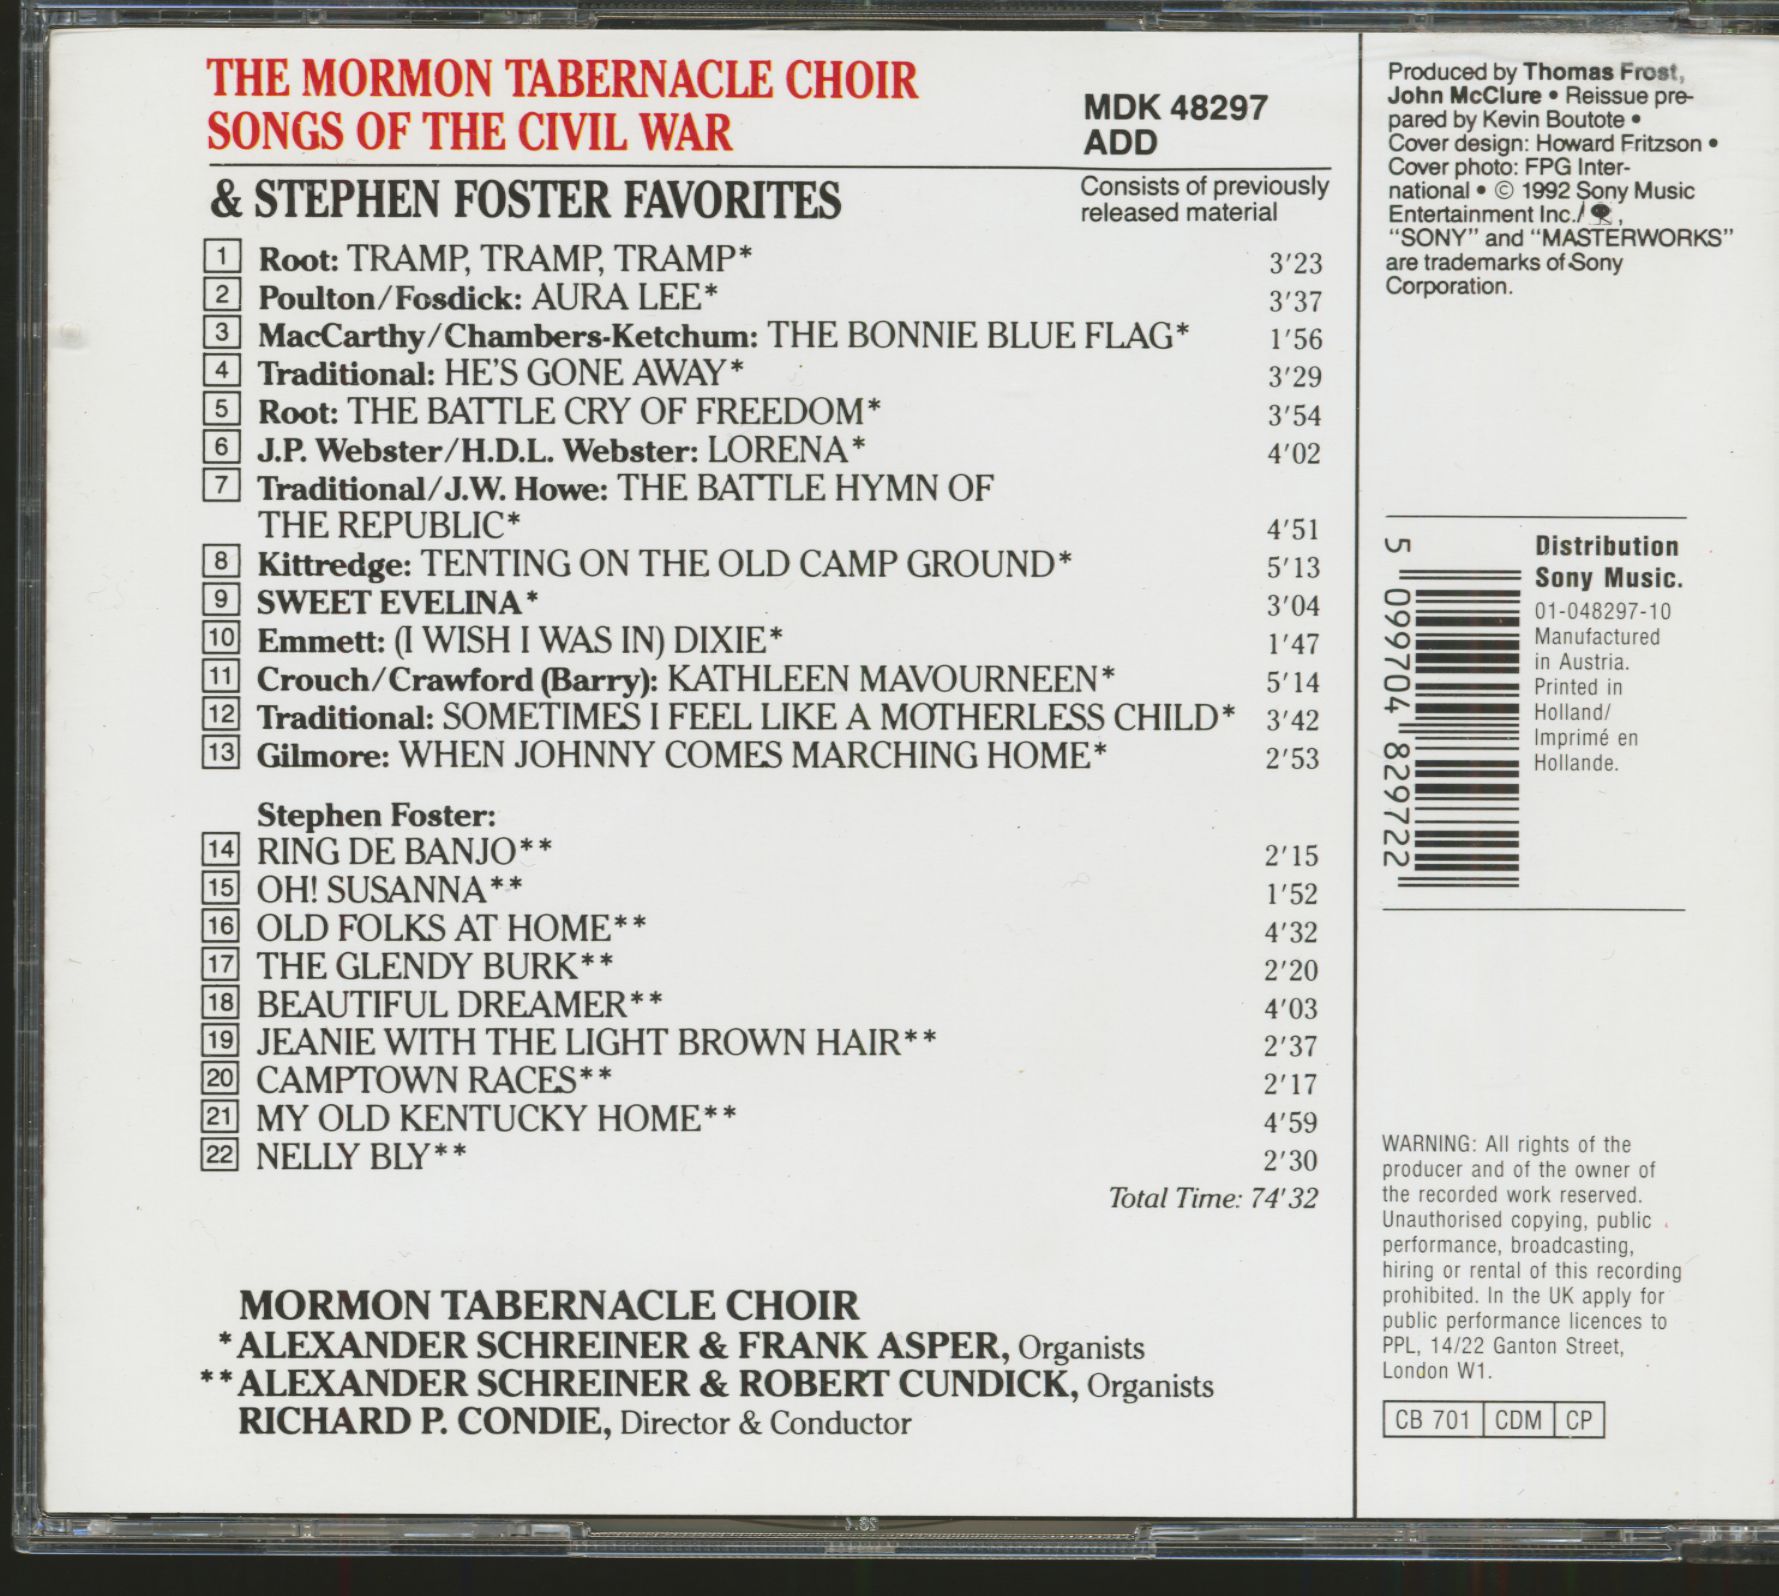 THE MORMON TABERNACLE CHOIR
SONGS OF THE CIVIL WAR
MDK 48297
ADD
& STEPHEN FOSTER FAVORITES
Consists of previously
released material
1 Root: TRAMP, TRAMP, TRAMP* 3'23
2 Poulton/Fosdick: AURA LEE* 3'37
3 MacCarthy/Chambers-Ketchum: THE BONNIE BLUE FLAG* 1'56
4 Traditional: HE'S GONE AWAY* 3'29
5 Root: THE BATTLE CRY OF FREEDOM* 3'54
6 J.P. Webster/H.D.L. Webster: LORENA* 4'02
7 Traditional/J.W. Howe: THE BATTLE HYMN OF
THE REPUBLIC* 4'51
8 Kittredge: TENTING ON THE OLD CAMP GROUND* 5'13
9 SWEET EVELINA* 3'04
10 Emmett: (I WISH I WAS IN) DIXIE* 1'47
11 Crouch/Crawford (Barry): KATHLEEN MAVOURNEEN* 5'14
12 Traditional: SOMETIMES I FEEL LIKE A MOTHERLESS CHILD* 3'42
13 Gilmore: WHEN JOHNNY COMES MARCHING HOME* 2'53
Stephen Foster:
14 RING DE BANJO** 2'15
15 OH! SUSANNA** 1'52
16 OLD FOLKS AT HOME** 4'32
17 THE GLENDY BURK** 2'20
18 BEAUTIFUL DREAMER** 4'03
19 JEANIE WITH THE LIGHT BROWN HAIR** 2'37
20 CAMPTOWN RACES** 2'17
21 MY OLD KENTUCKY HOME** 4'59
22 NELLY BLY** 2'30
Total Time: 74'32
MORMON TABERNACLE CHOIR
*ALEXANDER SCHREINER & FRANK ASPER, Organists
**ALEXANDER SCHREINER & ROBERT CUNDICK, Organists
RICHARD P. CONDIE, Director & Conductor
Produced by Thomas Frost,
John McClure • Reissue pre-
pared by Kevin Boutote •
Cover design: Howard Fritzson •
Cover photo: FPG Inter-
national • © 1992 Sony Music
Entertainment Inc./ ,
"SONY" and "MASTERWORKS"
are trademarks of Sony
Corporation.
5 099704 829722
Distribution
Sony Music.
01-048297-10
Manufactured
in Austria.
Printed in
Holland/
Imprimé en
Hollande.
WARNING: All rights of the
producer and of the owner of
the recorded work reserved.
Unauthorised copying, public
performance, broadcasting,
hiring or rental of this recording
prohibited. In the UK apply for
public performance licences to
PPL, 14/22 Ganton Street,
London W1.
CB 701 CDM CP